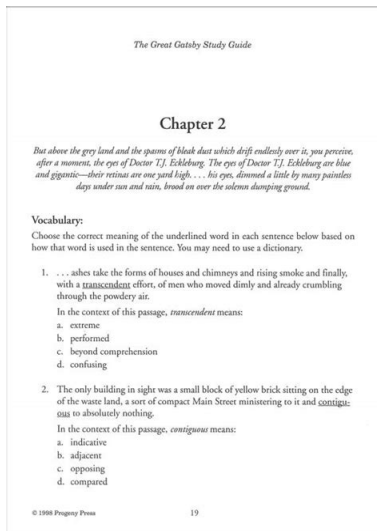 The Great Gatsby Study Guide
Chapter 2
But above the grey land and the spasms of bleak dust which drift endlessly over it, you perceive,
after a moment, the eyes of Doctor T.J. Eckleburg. The eyes of Doctor T.J. Eckleburg are blue
and gigantic—their retinas are one yard high. . . . his eyes, dimmed a little by many paintless
days under sun and rain, brood on over the solemn dumping ground.
Vocabulary:
Choose the correct meaning of the underlined word in each sentence below based on
how that word is used in the sentence. You may need to use a dictionary.
1. . . . ashes take the forms of houses and chimneys and rising smoke and finally,
with a transcendent effort, of men who moved dimly and already crumbling
through the powdery air.
In the context of this passage, transcendent means:
a. extreme
b. performed
c. beyond comprehension
d. confusing
2. The only building in sight was a small block of yellow brick sitting on the edge
of the waste land, a sort of compact Main Street ministering to it and contigu-
ous to absolutely nothing.
In the context of this passage, contiguous means:
a. indicative
b. adjacent
c. opposing
d. compared
© 1998 Progeny Press
19